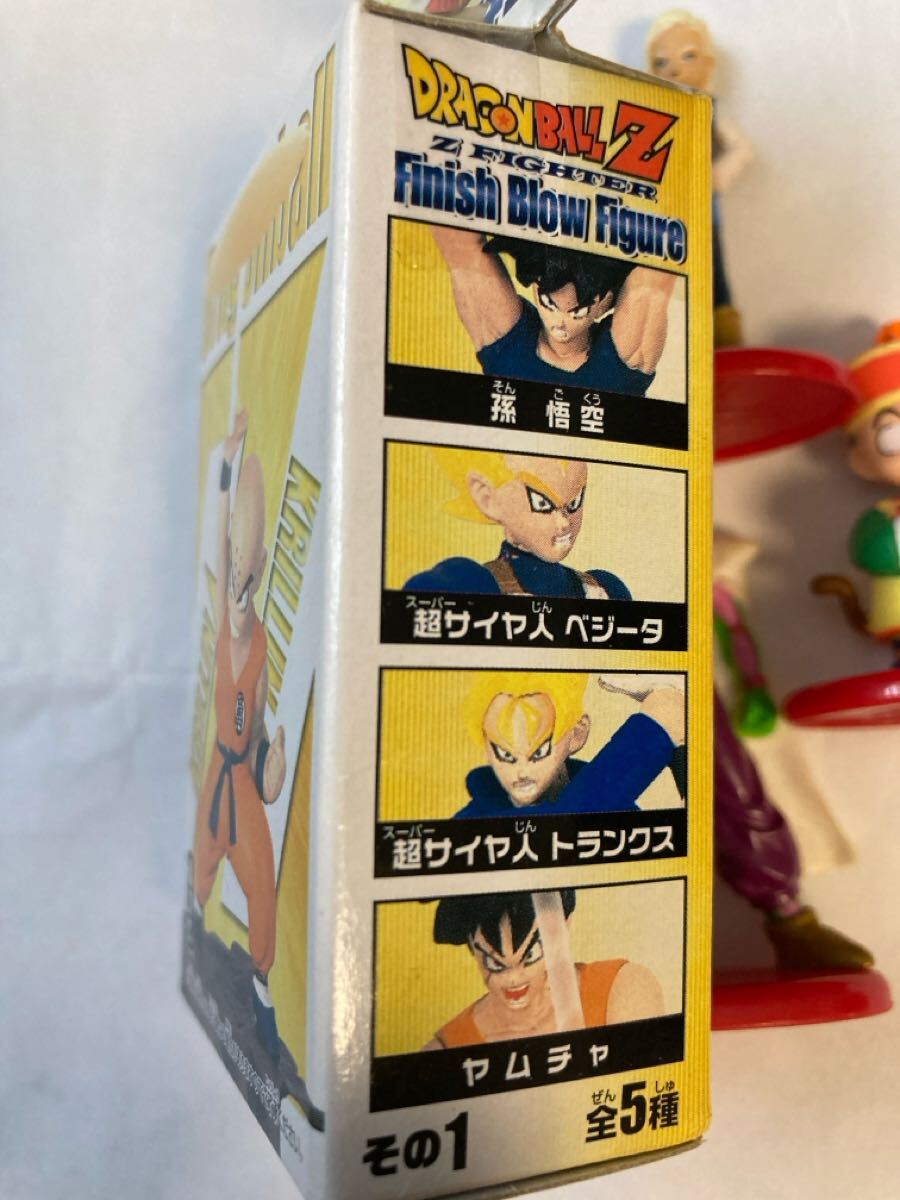 DRAGONBALL Z
Z FIGHTER
Finish Blow Figure
そん ご くう
孫 悟 空
スーパー じん
超サイヤ人 ベジータ
スーパー じん
超サイヤ人 トランクス
ヤムチャ
ぜん しゅ
その1 全5種
KRILLIN